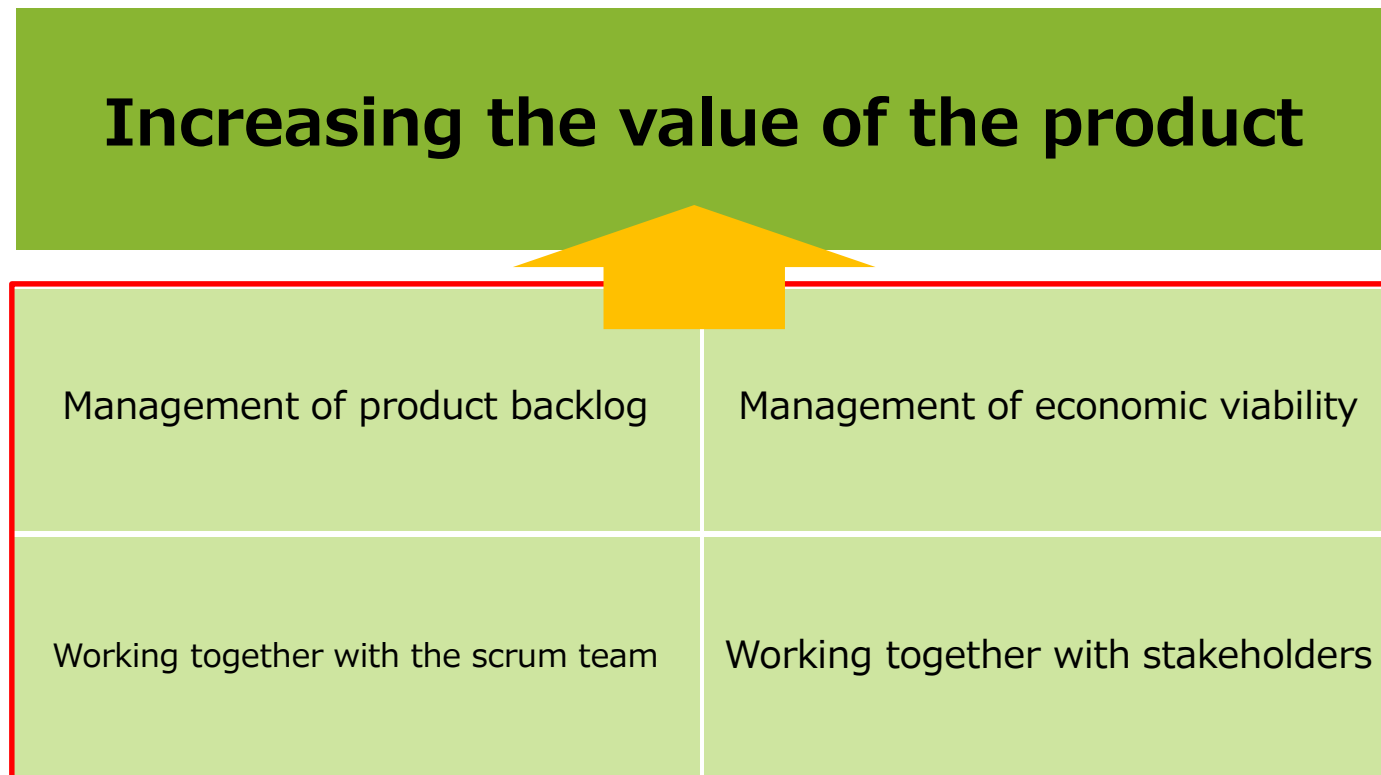 Increasing the value of the product
Management of product backlog
Management of economic viability
Working together with the scrum team
Working together with stakeholders